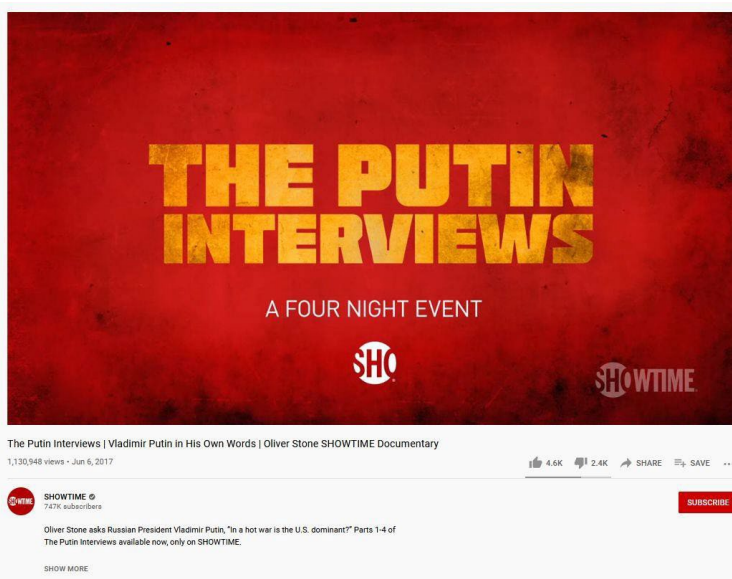 THE PUTIN
INTERVIEWS
A FOUR NIGHT EVENT
SHO
SHOWTIME
The Putin Interviews | Vladimir Putin in His Own Words | Oliver Stone SHOWTIME Documentary
1,130,948 views • Jun 6, 2017
4.6K 2.4K SHARE SAVE
SHOWTIME
SHOWTIME
747K subscribers
SUBSCRIBE
Oliver Stone asks Russian President Vladimir Putin, "In a hot war is the U.S. dominant?" Parts 1-4 of
The Putin Interviews available now, only on SHOWTIME.
SHOW MORE